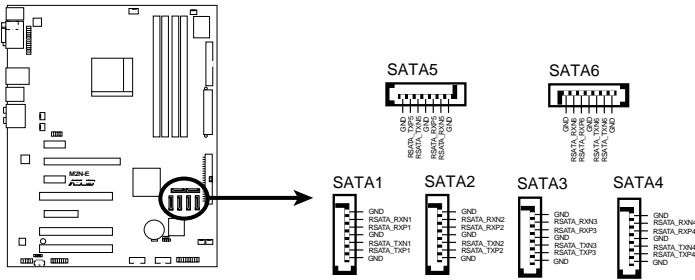 SATA5
GND
RSATA_TXP5
RSATA_TXN5
GND
RSATA_RXP5
RSATA_RXN5
GND
SATA6
GND
RSATA_RXN6
RSATA_RXP6
GND
RSATA_TXN6
RSATA_TXN6
GND
M2N-E
ASUS
SATA1
GND
RSATA_RXN1
RSATA_RXP1
GND
RSATA_TXN1
RSATA_TXP1
GND
SATA2
GND
RSATA_RXN2
RSATA_RXP2
GND
RSATA_TXN2
RSATA_TXP2
GND
SATA3
GND
RSATA_RXN3
RSATA_RXP3
GND
RSATA_TXN3
RSATA_TXP3
GND
SATA4
GND
RSATA_RXN4
RSATA_RXP4
GND
RSATA_TXN4
RSATA_TXP4
GND